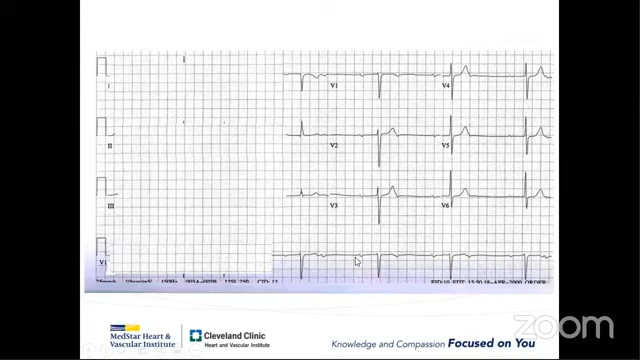 I
V1
V4
II
V2
V5
III
V3
V6
V1
150Hz
MedStar Heart &
Vascular Institute
Cleveland Clinic
Heart and Vascular Institute
Knowledge and Compassion Focused on You
zoom